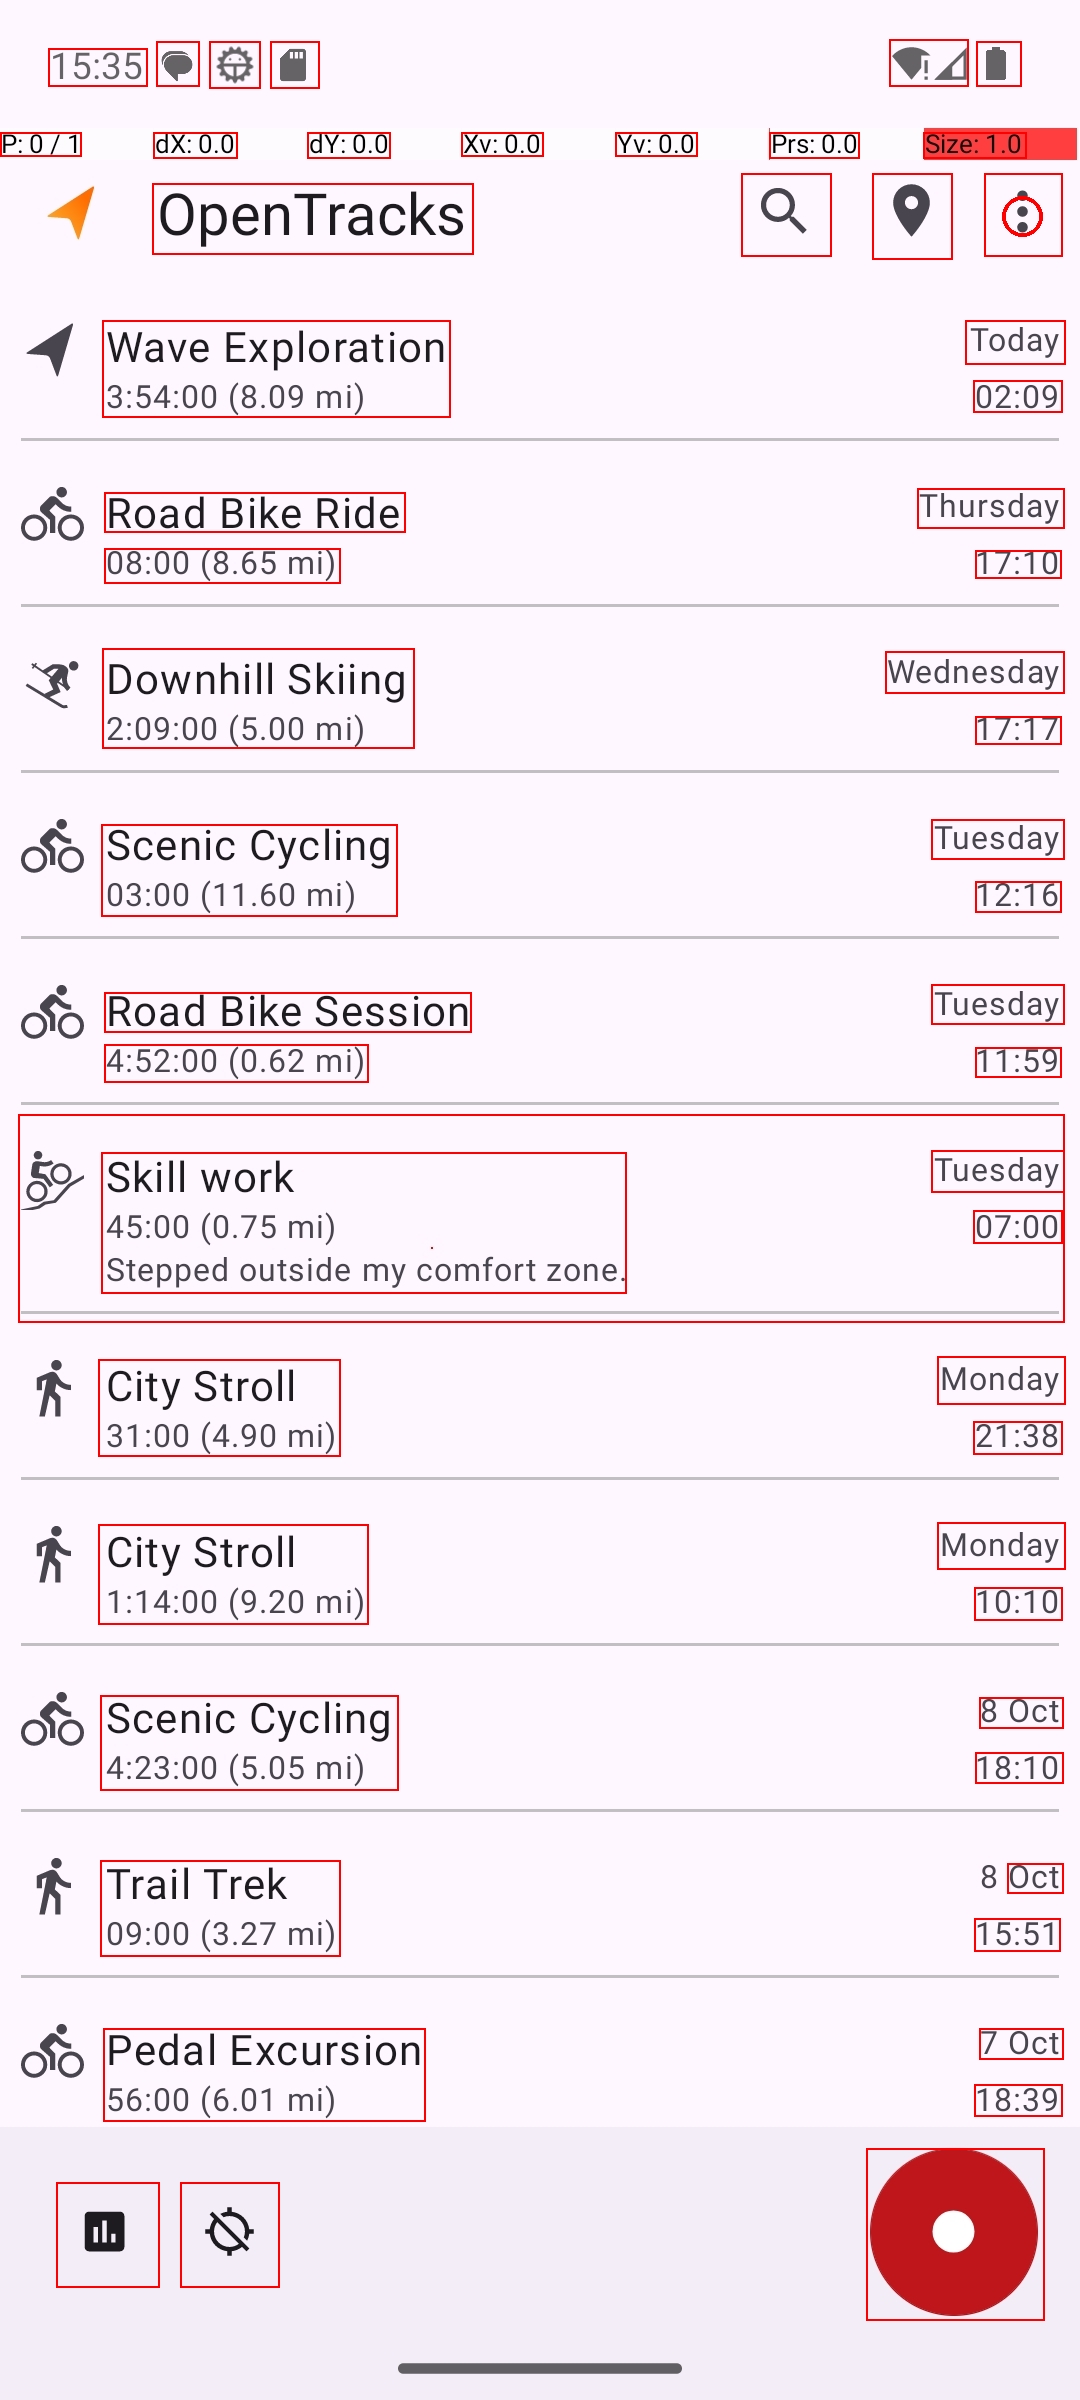 15:35
P: 0 / 1 dX: 0.0 dY: 0.0 Xv: 0.0 Yv: 0.0 Prs: 0.0 Size: 1.0
OpenTracks
Wave Exploration Today
3:54:00 (8.09 mi) 02:09
Road Bike Ride Thursday
08:00 (8.65 mi) 17:10
Downhill Skiing Wednesday
2:09:00 (5.00 mi) 17:17
Scenic Cycling Tuesday
03:00 (11.60 mi) 12:16
Road Bike Session Tuesday
4:52:00 (0.62 mi) 11:59
Skill work Tuesday
45:00 (0.75 mi) 07:00
Stepped outside my comfort zone.
City Stroll Monday
31:00 (4.90 mi) 21:38
City Stroll Monday
1:14:00 (9.20 mi) 10:10
Scenic Cycling 8 Oct
4:23:00 (5.05 mi) 18:10
Trail Trek 8 Oct
09:00 (3.27 mi) 15:51
Pedal Excursion 7 Oct
56:00 (6.01 mi) 18:39